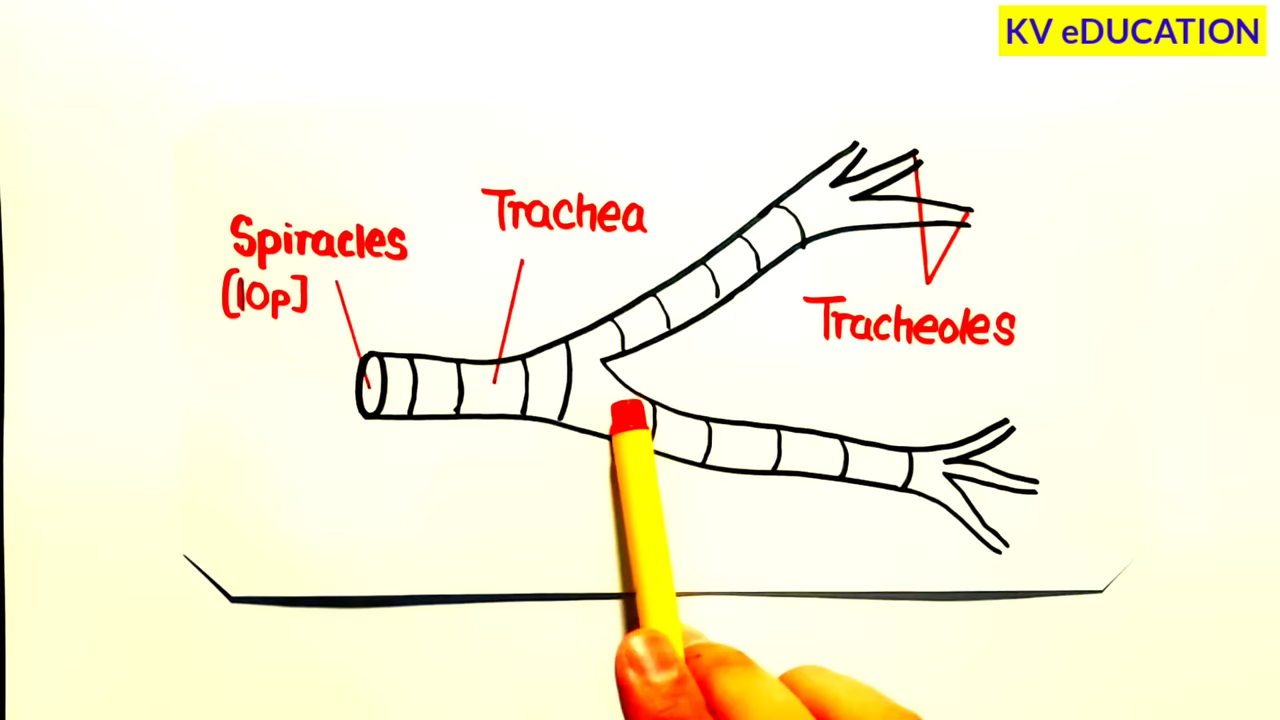 KV eDUCATION
Trachea
Spiracles
[10p]
Tracheoles